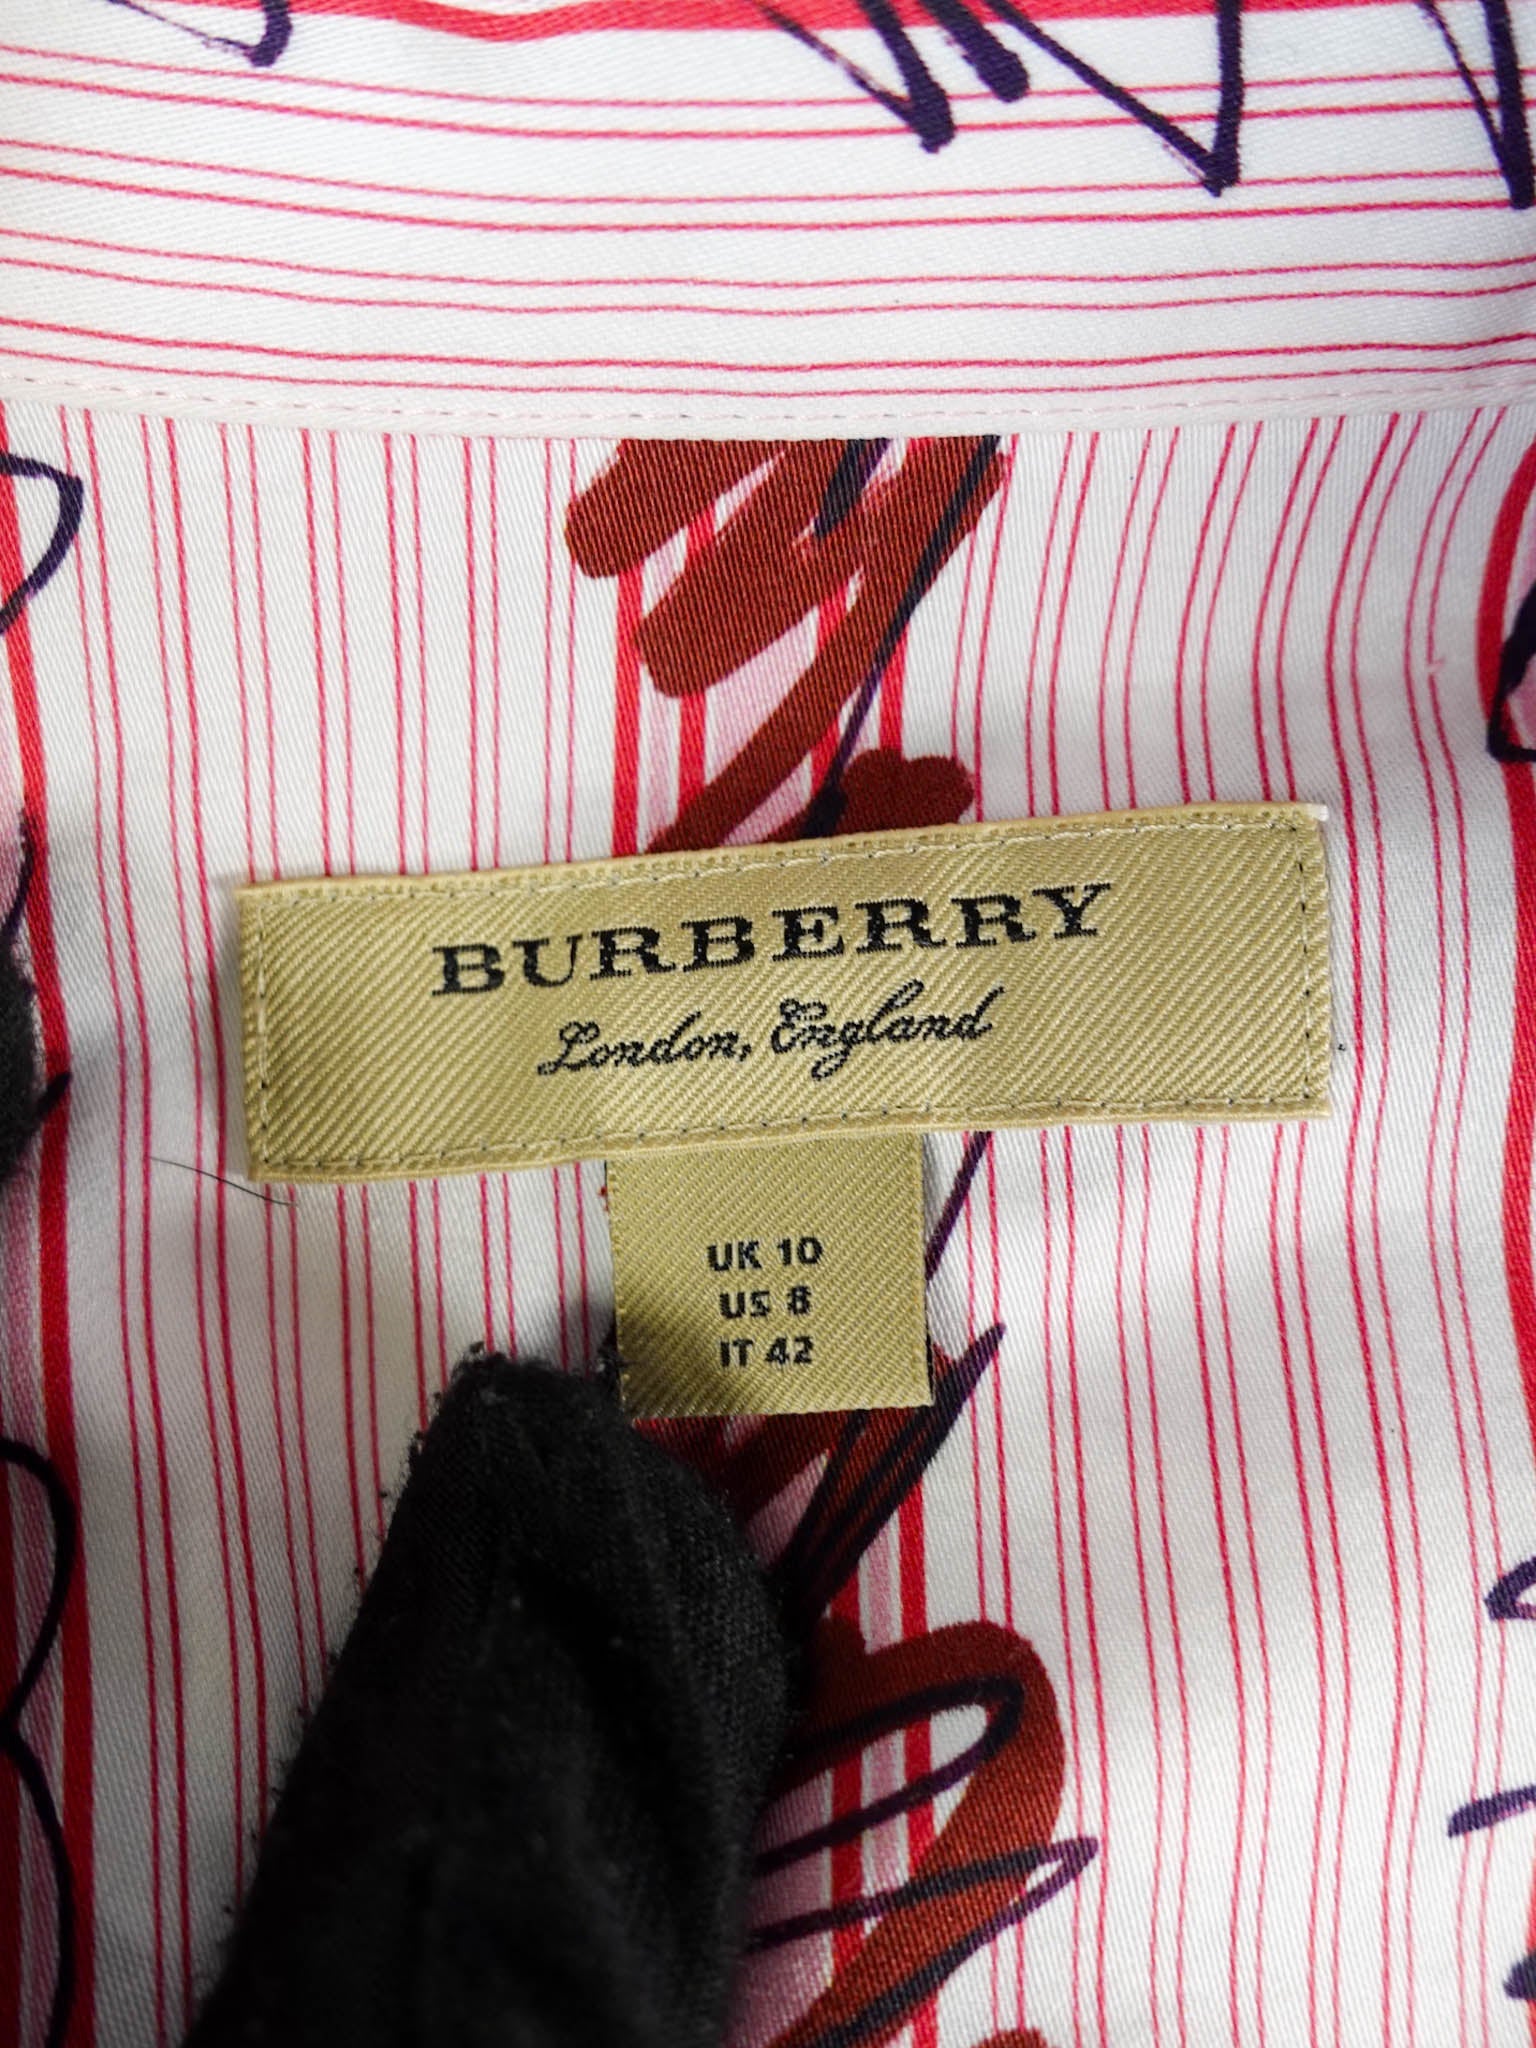 BURBERRY
London, England
UK 10
US 8
IT 42